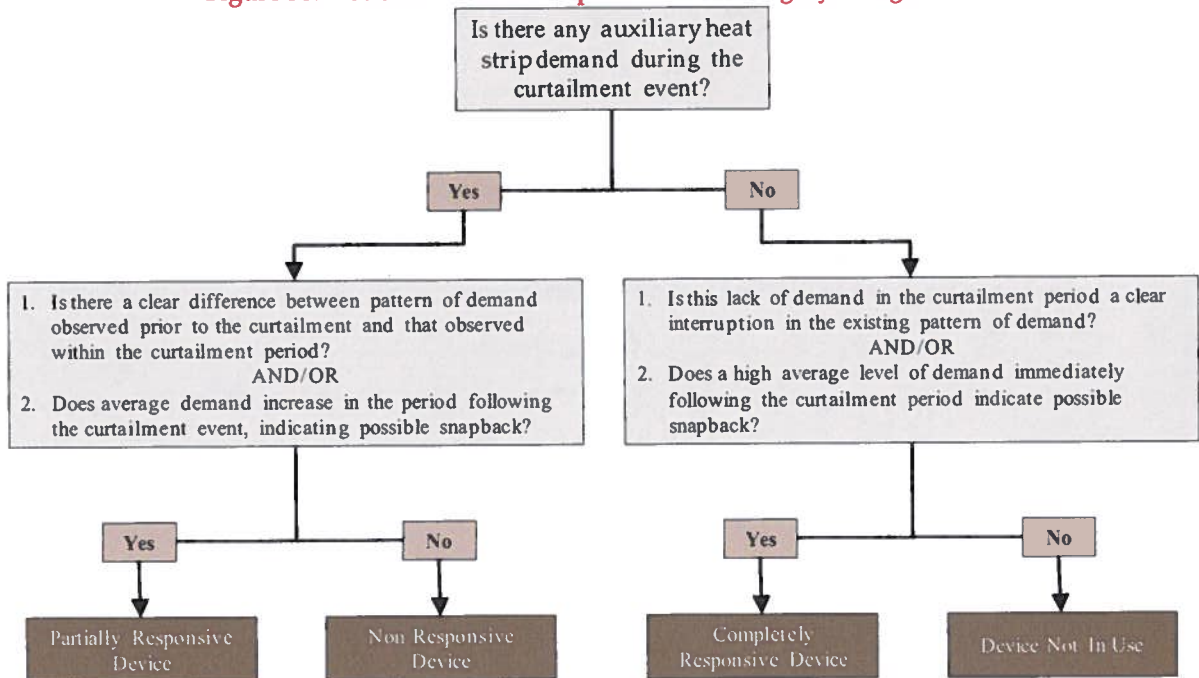 Is there any auxiliary heat
strip demand during the
curtailment event?
Yes
No
1. Is there a clear difference between pattern of demand
observed prior to the curtailment and that observed
within the curtailment period?
AND/OR
2. Does average demand increase in the period following
the curtailment event, indicating possible snapback?
1. Is this lack of demand in the curtailment period a clear
interruption in the existing pattern of demand?
AND/OR
2. Does a high average level of demand immediately
following the curtailment period indicate possible
snapback?
Yes
No
Yes
No
Partially Responsive
Device
Non Responsive
Device
Completely
Responsive Device
Device Not In Use